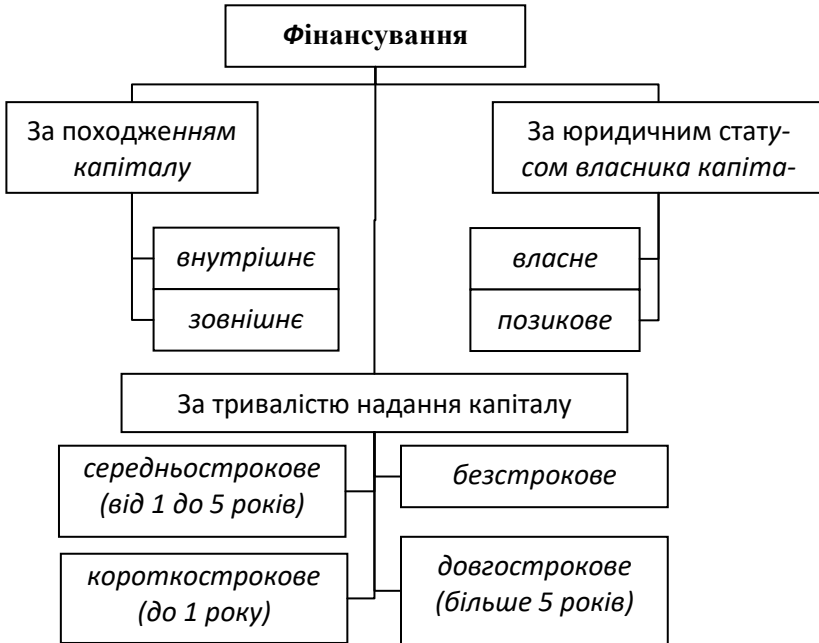 Фінансування
За походженням
капіталу
За юридичним стату-
сом власника капіта-
внутрішнє
зовнішнє
власне
позикове
За тривалістю надання капіталу
середньострокове
(від 1 до 5 років)
безстрокове
короткострокове
(до 1 року)
довгострокове
(більше 5 років)